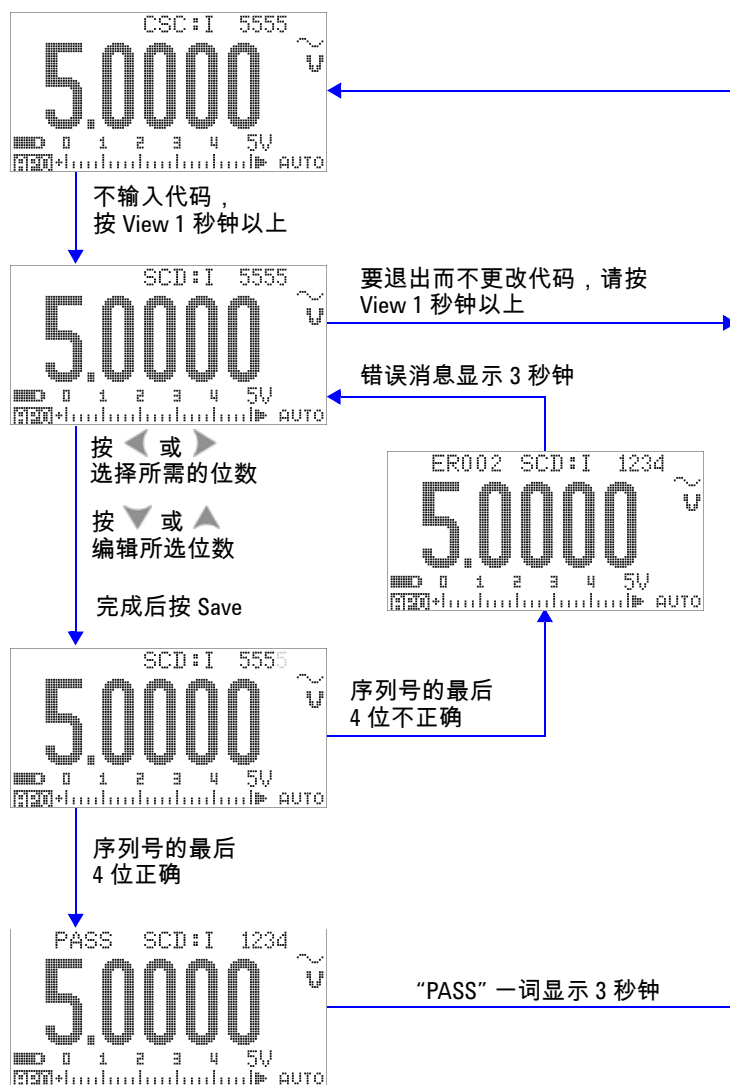 CSC:I 5555
5.0000
V
0 1 2 3 4 5V
APO AUTO
不输入代码，
按 View 1 秒钟以上
SCD:I 5555
5.0000
V
0 1 2 3 4 5V
APO AUTO
要退出而不更改代码，请按
View 1 秒钟以上
错误消息显示 3 秒钟
按 或
选择所需的位数
按 或
编辑所选位数
完成后按 Save
ER002 SCD:I 1234
5.0000
V
0 1 2 3 4 5V
APO AUTO
SCD:I 5555
5.0000
V
0 1 2 3 4 5V
APO AUTO
序列号的最后
4 位不正确
序列号的最后
4 位正确
PASS SCD:I 1234
5.0000
V
0 1 2 3 4 5V
APO AUTO
“PASS” 一词显示 3 秒钟